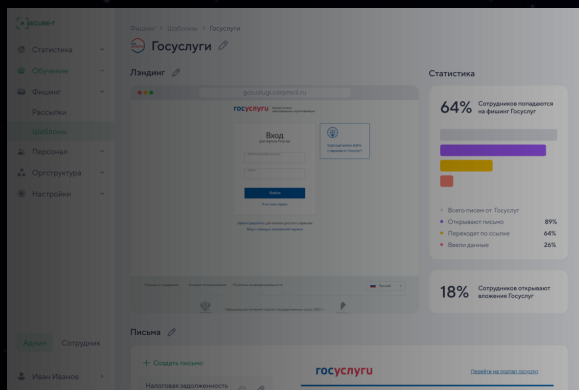 secure-t
Статистика
Обучение
Фишинг
Рассылки
Шаблоны
Персонал
Оргструктура
Настройки
Админ Сотрудник
Иван Иванов
Фишинг > Шаблоны > Госуслуги
Госуслуги
Лэндинг
госуслуги
Вход
Войти
Письма
+ Создать письмо
Налоговая задолженность
госуслуги
Перейти на портал госуслуг
Статистика
64% Сотрудников попадаются
на фишинг Госуслуг
Всего писем от Госуслуг
Открывают письмо 89%
Переходят по ссылке 64%
Ввели данные 26%
18% Сотрудников открывают
вложение Госуслуг